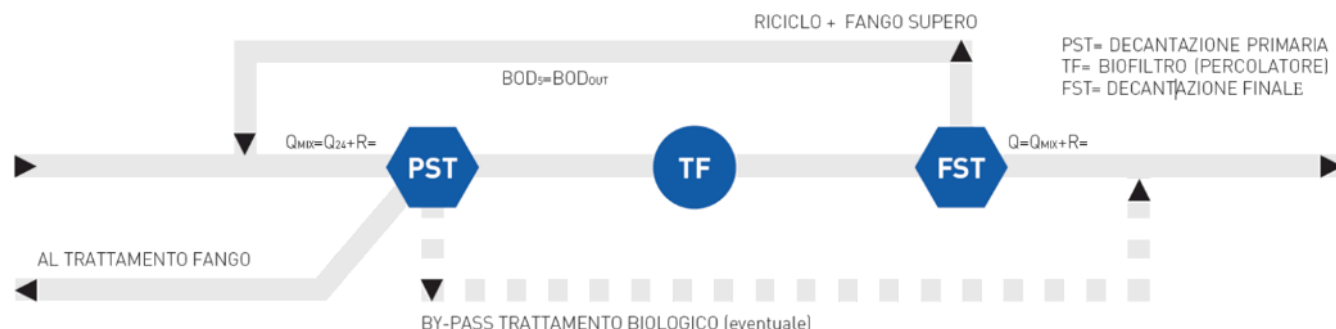 RICICLO + FANGO SUPERO
PST= DECANTAZIONE PRIMARIA
TF= BIOFILTRO (PERCOLATORE)
FST= DECANTAZIONE FINALE
BOD₅=BODOUT
QMIX=Q24+R=
PST
TF
FST
Q=QMIX+R=
AL TRATTAMENTO FANGO
BY-PASS TRATTAMENTO BIOLOGICO (eventuale)